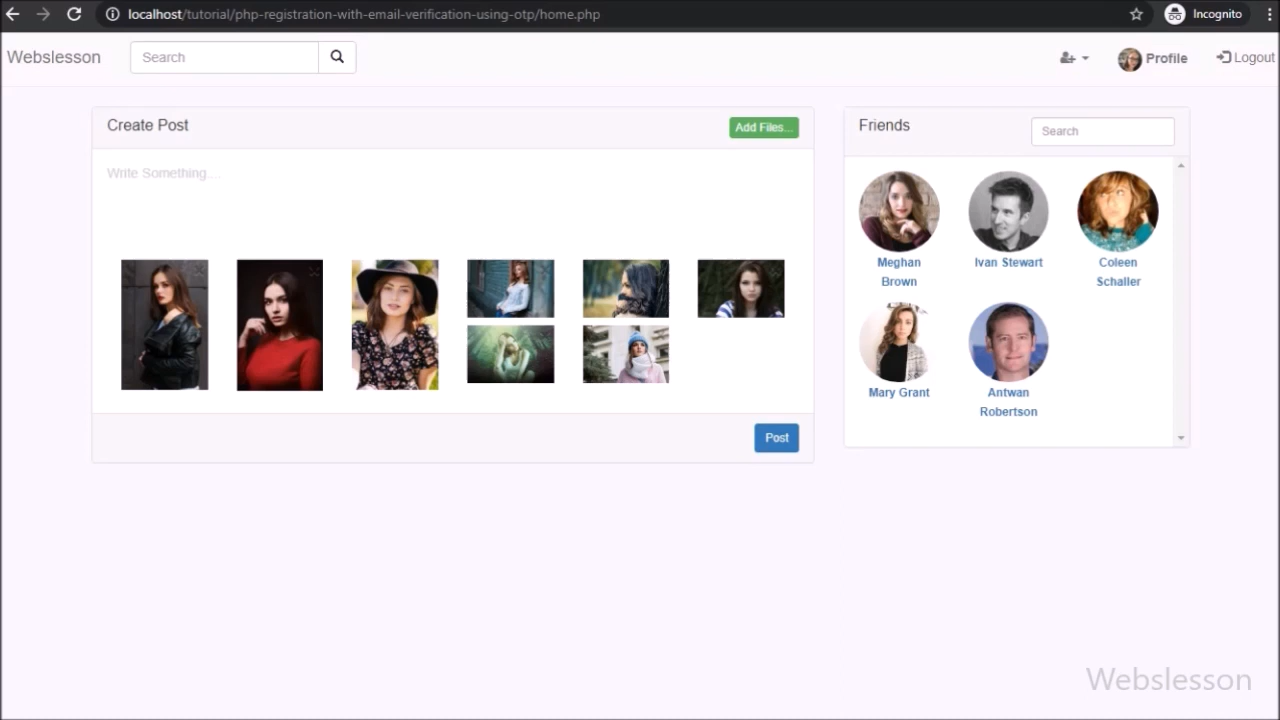 localhost/tutorial/php-registration-with-email-verification-using-otp/home.php
Incognito
Webslesson
Search
Profile
Logout
Create Post
Add Files...
Write Something....
Post
Friends
Search
Meghan
Brown
Ivan Stewart
Coleen
Schaller
Mary Grant
Antwan
Robertson
Webslesson